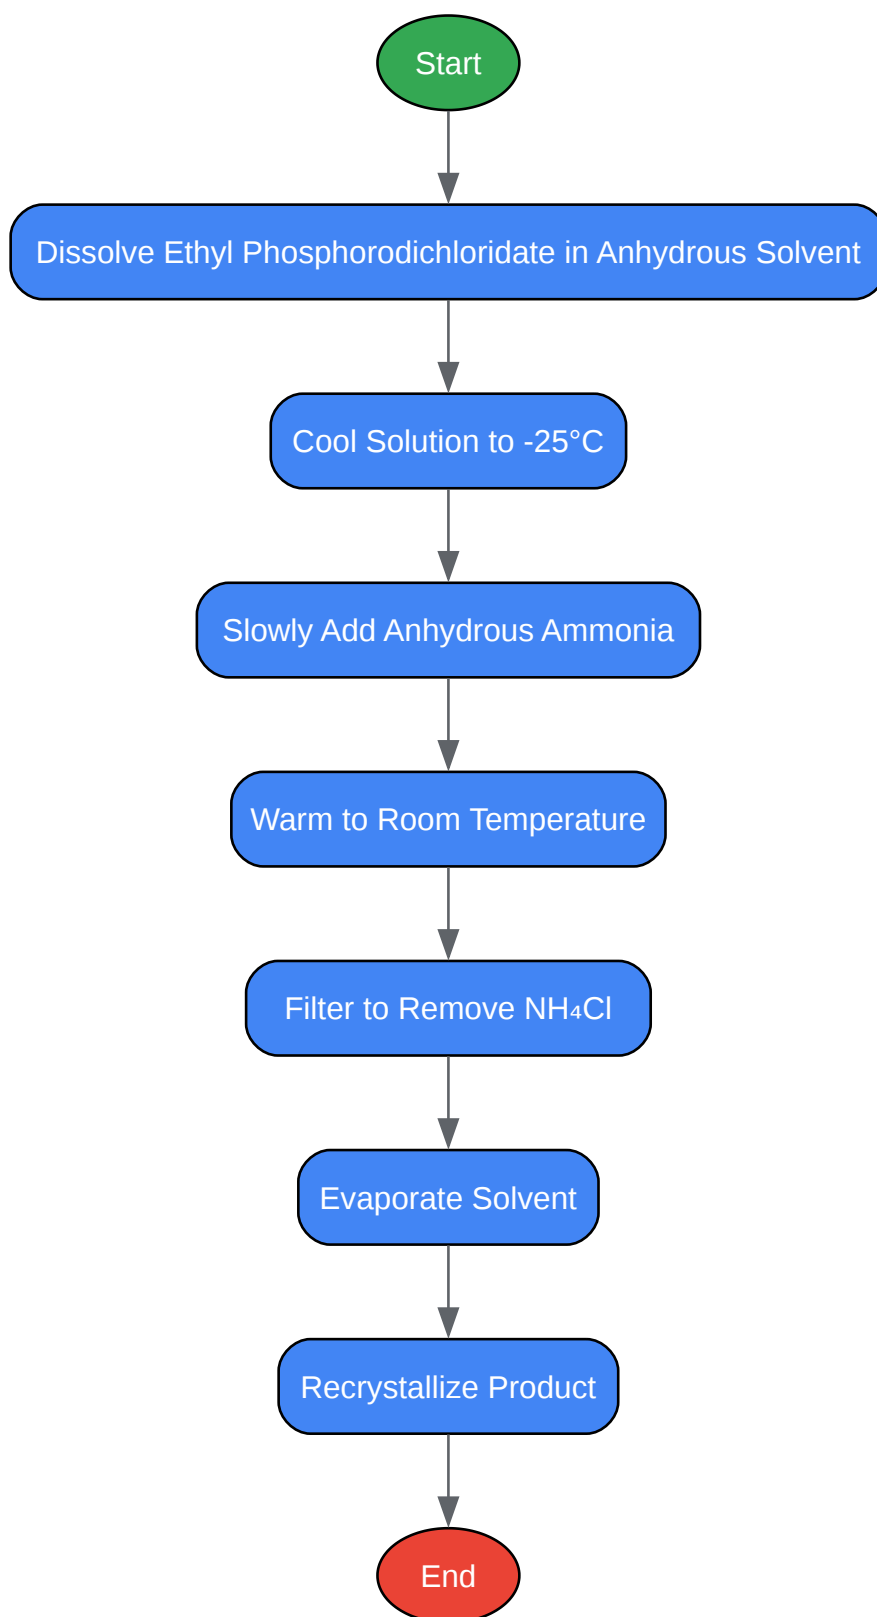 Start
Dissolve Ethyl Phosphorodichloridate in Anhydrous Solvent
Cool Solution to -25°C
Slowly Add Anhydrous Ammonia
Warm to Room Temperature
Filter to Remove NH₄Cl
Evaporate Solvent
Recrystallize Product
End